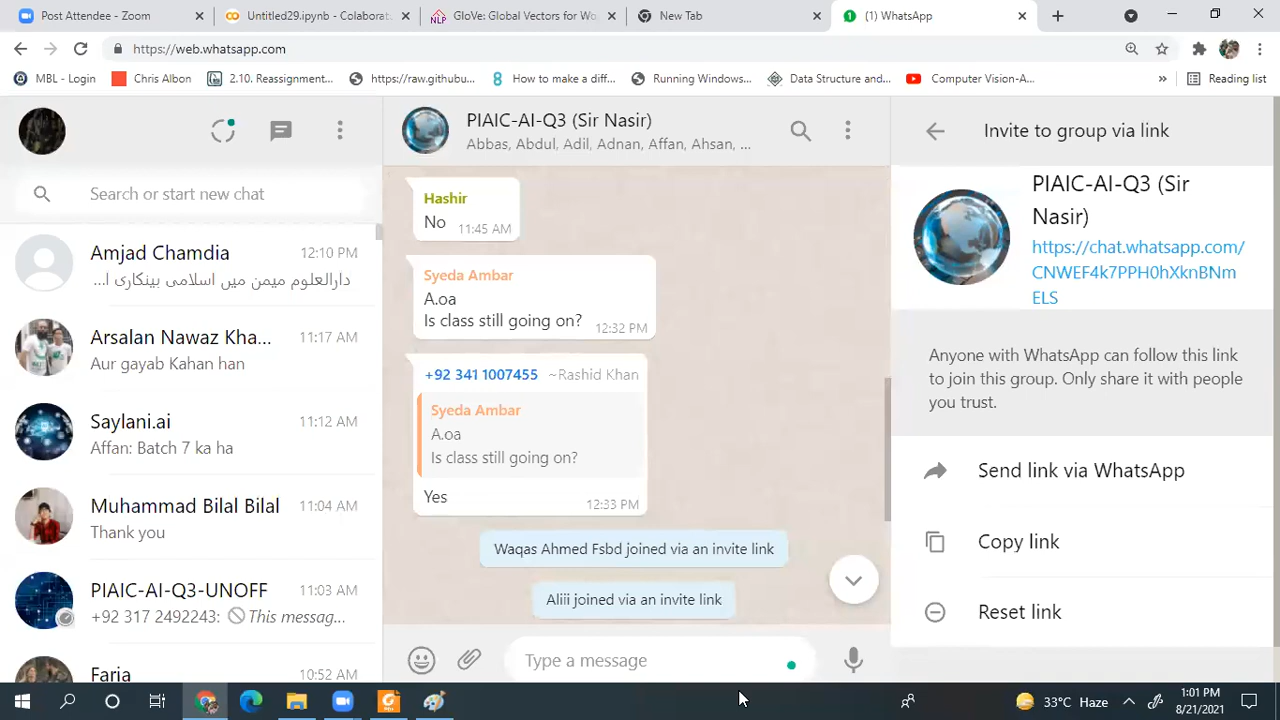 Post Attendee - Zoom
Untitled29.ipynb - Colaborat
GloVe: Global Vectors for Wo
New Tab
(1) WhatsApp
https://web.whatsapp.com
MBL - Login
Chris Albon
2.10. Reassignment...
https://raw.githubu...
How to make a diff...
Running Windows...
Data Structure and...
Computer Vision-A...
Reading list
Search or start new chat
Amjad Chamdia
12:10 PM
دارالعلوم میمن میں اسلامی بینکاری ا...
Arsalan Nawaz Kha...
11:17 AM
Aur gayab Kahan han
Saylani.ai
11:12 AM
Affan: Batch 7 ka ha
Muhammad Bilal Bilal
11:04 AM
Thank you
PIAIC-AI-Q3-UNOFF
11:03 AM
+92 317 2492243: This messag...
Faria
10:52 AM
PIAIC-AI-Q3 (Sir Nasir)
Abbas, Abdul, Adil, Adnan, Affan, Ahsan, ...
Hashir
No
11:45 AM
Syeda Ambar
A.oa
Is class still going on?
12:32 PM
+92 341 1007455 ~Rashid Khan
Syeda Ambar
A.oa
Is class still going on?
Yes
12:33 PM
Waqas Ahmed Fsbd joined via an invite link
Aliii joined via an invite link
Type a message
Invite to group via link
PIAIC-AI-Q3 (Sir
Nasir)
https://chat.whatsapp.com/
CNWEF4k7PPH0hXknBNm
ELS
Anyone with WhatsApp can follow this link
to join this group. Only share it with people
you trust.
Send link via WhatsApp
Copy link
Reset link
33°C Haze
1:01 PM
8/21/2021